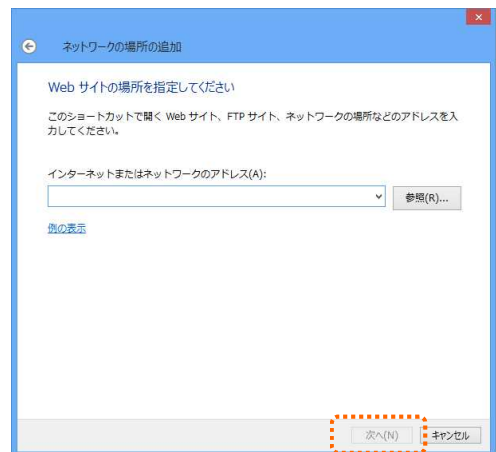 ネットワークの場所の追加
Web サイトの場所を指定してください
このショートカットで開く Web サイト、FTP サイト、ネットワークの場所などのアドレスを入
力してください。
インターネットまたはネットワークのアドレス(A):
参照(R)...
例の表示
次へ(N)
キャンセル